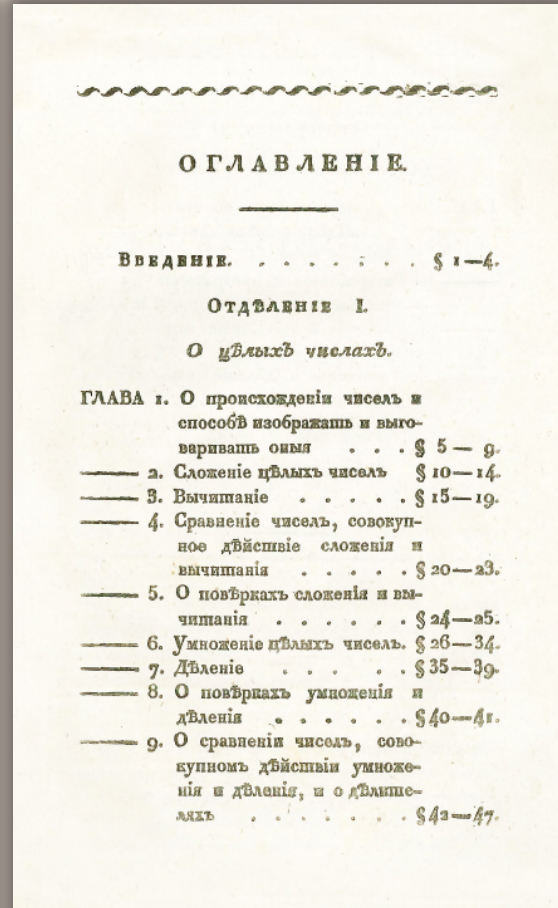 ОГЛАВЛЕНІЕ.
Введеніе. . . . . . . . § 1—4.
Отдѣленіе I.
О цѣлыхъ числахъ.
ГЛАВА 1. О происхожденіи чиселъ и
способѣ изображать и выго-
варивать оныя . . . § 5 — 9.
—— 2. Сложеніе цѣлыхъ чиселъ § 10—14.
—— 3. Вычитаніе . . . . . § 15—19.
—— 4. Сравненіе чиселъ, совокуп-
ное дѣйствіе сложенія и
вычитанія . . . . . § 20—23.
—— 5. О повѣркахъ сложенія и вы-
читанія . . . . . . § 24—25.
—— 6. Умноженіе цѣлыхъ чиселъ. § 26—34.
—— 7. Дѣленіе . . . . . § 35—39.
—— 8. О повѣркахъ умноженія и
дѣленія . . . . . . § 40—41.
—— 9. О сравненіи чиселъ, сово-
купномъ дѣйствіи умноже-
нія и дѣленія, и о дѣлите-
ляхъ . . . . . . § 42—47.